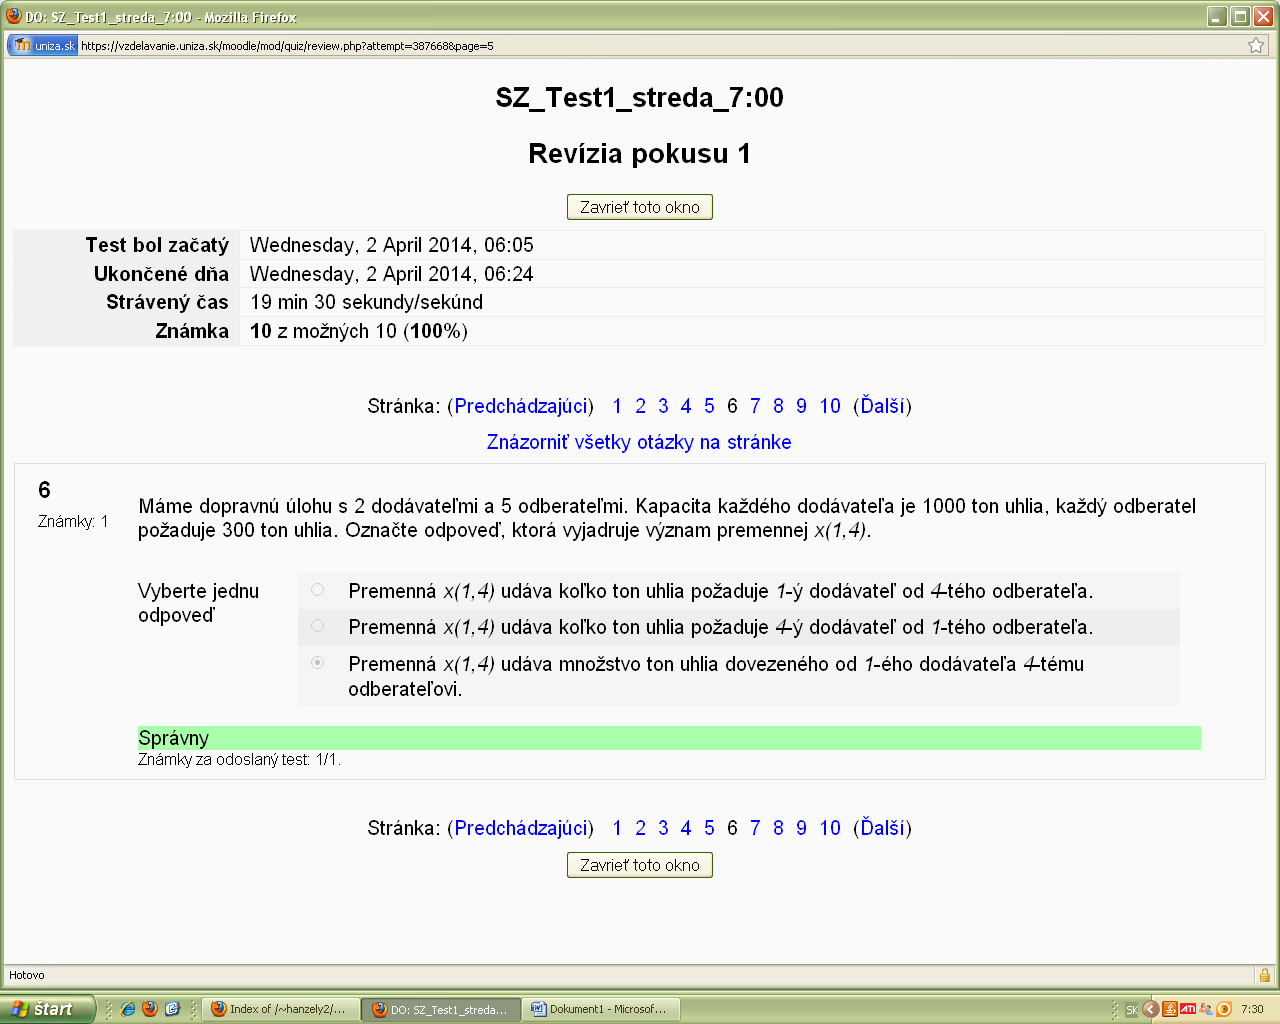 DO: SZ_Test1_streda_7:00 - Mozilla Firefox
uniza.sk https://vzdelavanie.uniza.sk/moodle/mod/quiz/review.php?attempt=387668&page=5
SZ_Test1_streda_7:00
Revízia pokusu 1
Zavrieť toto okno
Test bol začatý Wednesday, 2 April 2014, 06:05
Ukončené dňa Wednesday, 2 April 2014, 06:24
Strávený čas 19 min 30 sekundy/sekúnd
Známka 10 z možných 10 (100%)
Stránka: (Predchádzajúci) 1 2 3 4 5 6 7 8 9 10 (Ďalší)
Znázorniť všetky otázky na stránke
6
Známky: 1
Máme dopravnú úlohu s 2 dodávateľmi a 5 odberateľmi. Kapacita každého dodávateľa je 1000 ton uhlia, každý odberatel
požaduje 300 ton uhlia. Označte odpoveď, ktorá vyjadruje význam premennej x(1,4).
Vyberte jednu
odpoveď
Premenná x(1,4) udáva koľko ton uhlia požaduje 1-ý dodávateľ od 4-tého odberateľa.
Premenná x(1,4) udáva koľko ton uhlia požaduje 4-ý dodávateľ od 1-tého odberateľa.
Premenná x(1,4) udáva množstvo ton uhlia dovezeného od 1-ého dodávateľa 4-tému
odberateľovi.
Správny
Známky za odoslaný test: 1/1.
Stránka: (Predchádzajúci) 1 2 3 4 5 6 7 8 9 10 (Ďalší)
Zavrieť toto okno
Hotovo
štart Index of /~hanzely2/... DO: SZ_Test1_streda... Dokument1 - Microsof... SK ATI 7:30